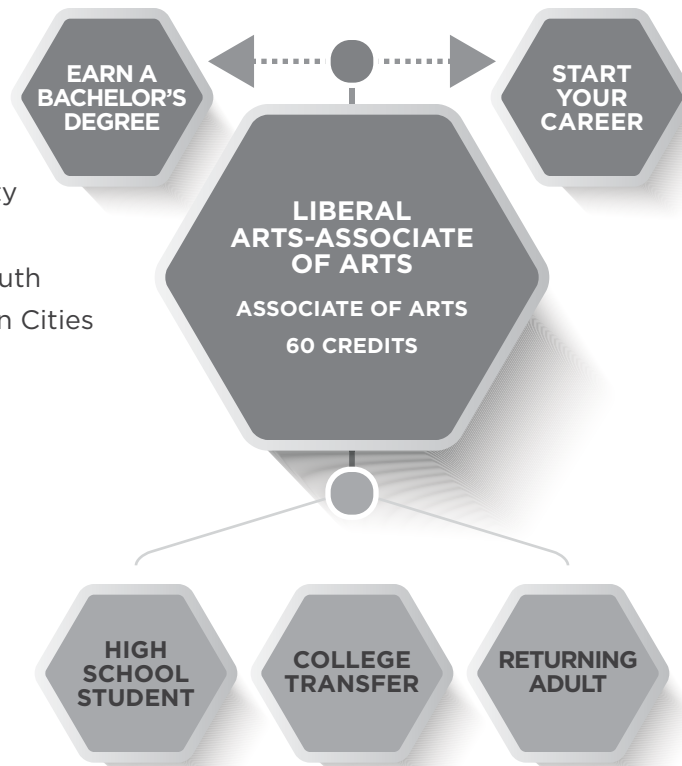 EARN A
BACHELOR'S
DEGREE
START
YOUR
CAREER
LIBERAL
ARTS-ASSOCIATE
OF ARTS
ASSOCIATE OF ARTS
60 CREDITS
Cities
HIGH
SCHOOL
STUDENT
COLLEGE
TRANSFER
RETURNING
ADULT